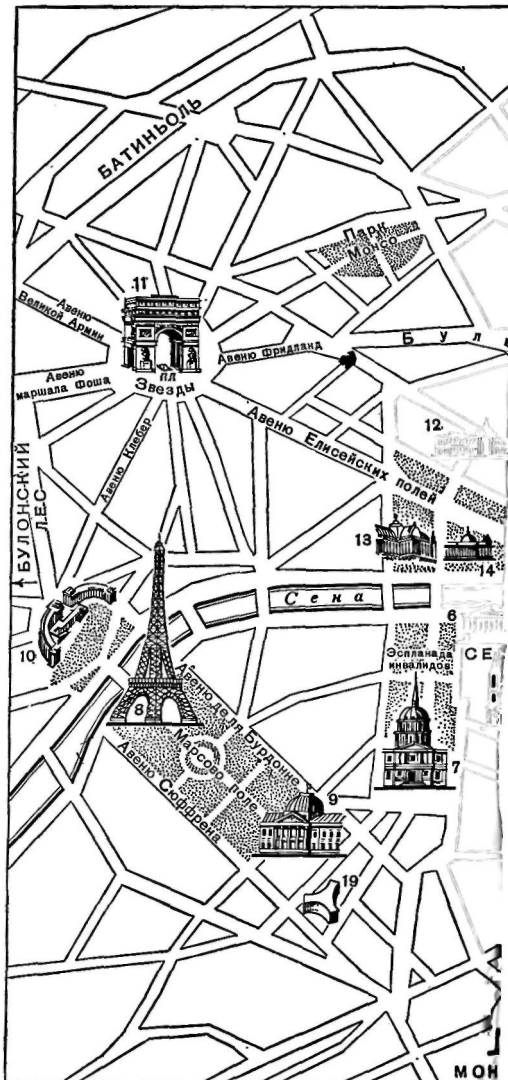 БАТИНЬОЛЬ
Парк
Монсо
11
Авеню
Великой Армии
Авеню
маршала Фоша
пл
Звезды
Авеню Фридланд
Авеню Елисейских полей
12
Авеню Клебер
БУЛОНСКИЙ
ЛЕС
13
14
Сена
6
10
Эспланада
инвалидов
СЕ
8
Авеню де ла Бурдонне
Марсово поле
Авеню Соффрена
7
9
19
МОН